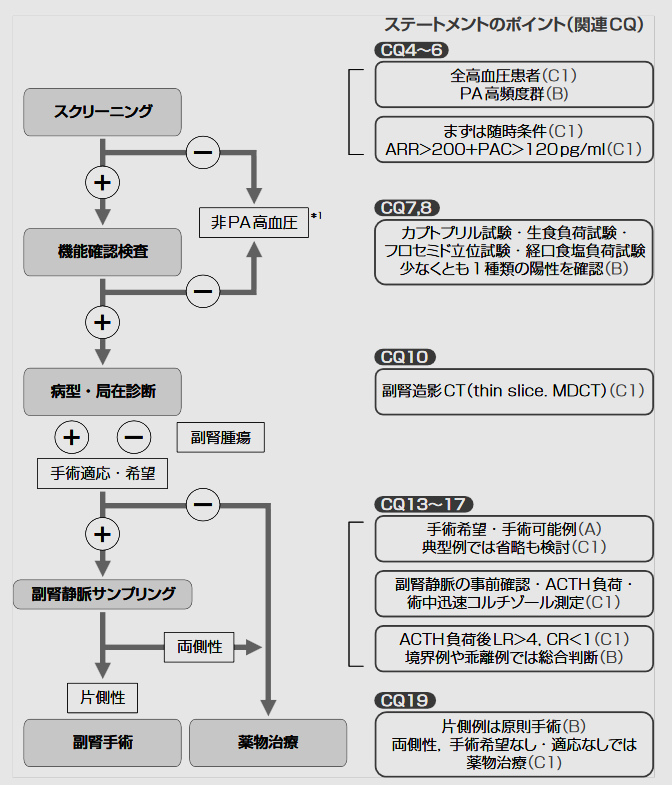 ステートメントのポイント（関連CQ）
CQ4〜6
全高血圧患者（C1）
PA高頻度群（B）
まずは随時条件（C1）
ARR>200+PAC>120pg/ml（C1）
スクリーニング
−
+
非PA高血圧 *1
CQ7,8
カプトプリル試験・生食負荷試験・
フロセミド立位試験・経口食塩負荷試験
少なくとも1種類の陽性を確認（B）
機能確認検査
−
+
CQ10
副腎造影CT（thin slice. MDCT）（C1）
病型・局在診断
+
−
副腎腫瘍
手術適応・希望
−
+
CQ13〜17
手術希望・手術可能例（A）
典型例では省略も検討（C1）
副腎静脈の事前確認・ACTH負荷・
術中迅速コルチゾール測定（C1）
ACTH負荷後LR>4, CR<1（C1）
境界例や乖離例では総合判断（B）
副腎静脈サンプリング
両側性
片側性
副腎手術
薬物治療
CQ19
片側例は原則手術（B）
両側性, 手術希望なし・適応なしでは
薬物治療（C1）